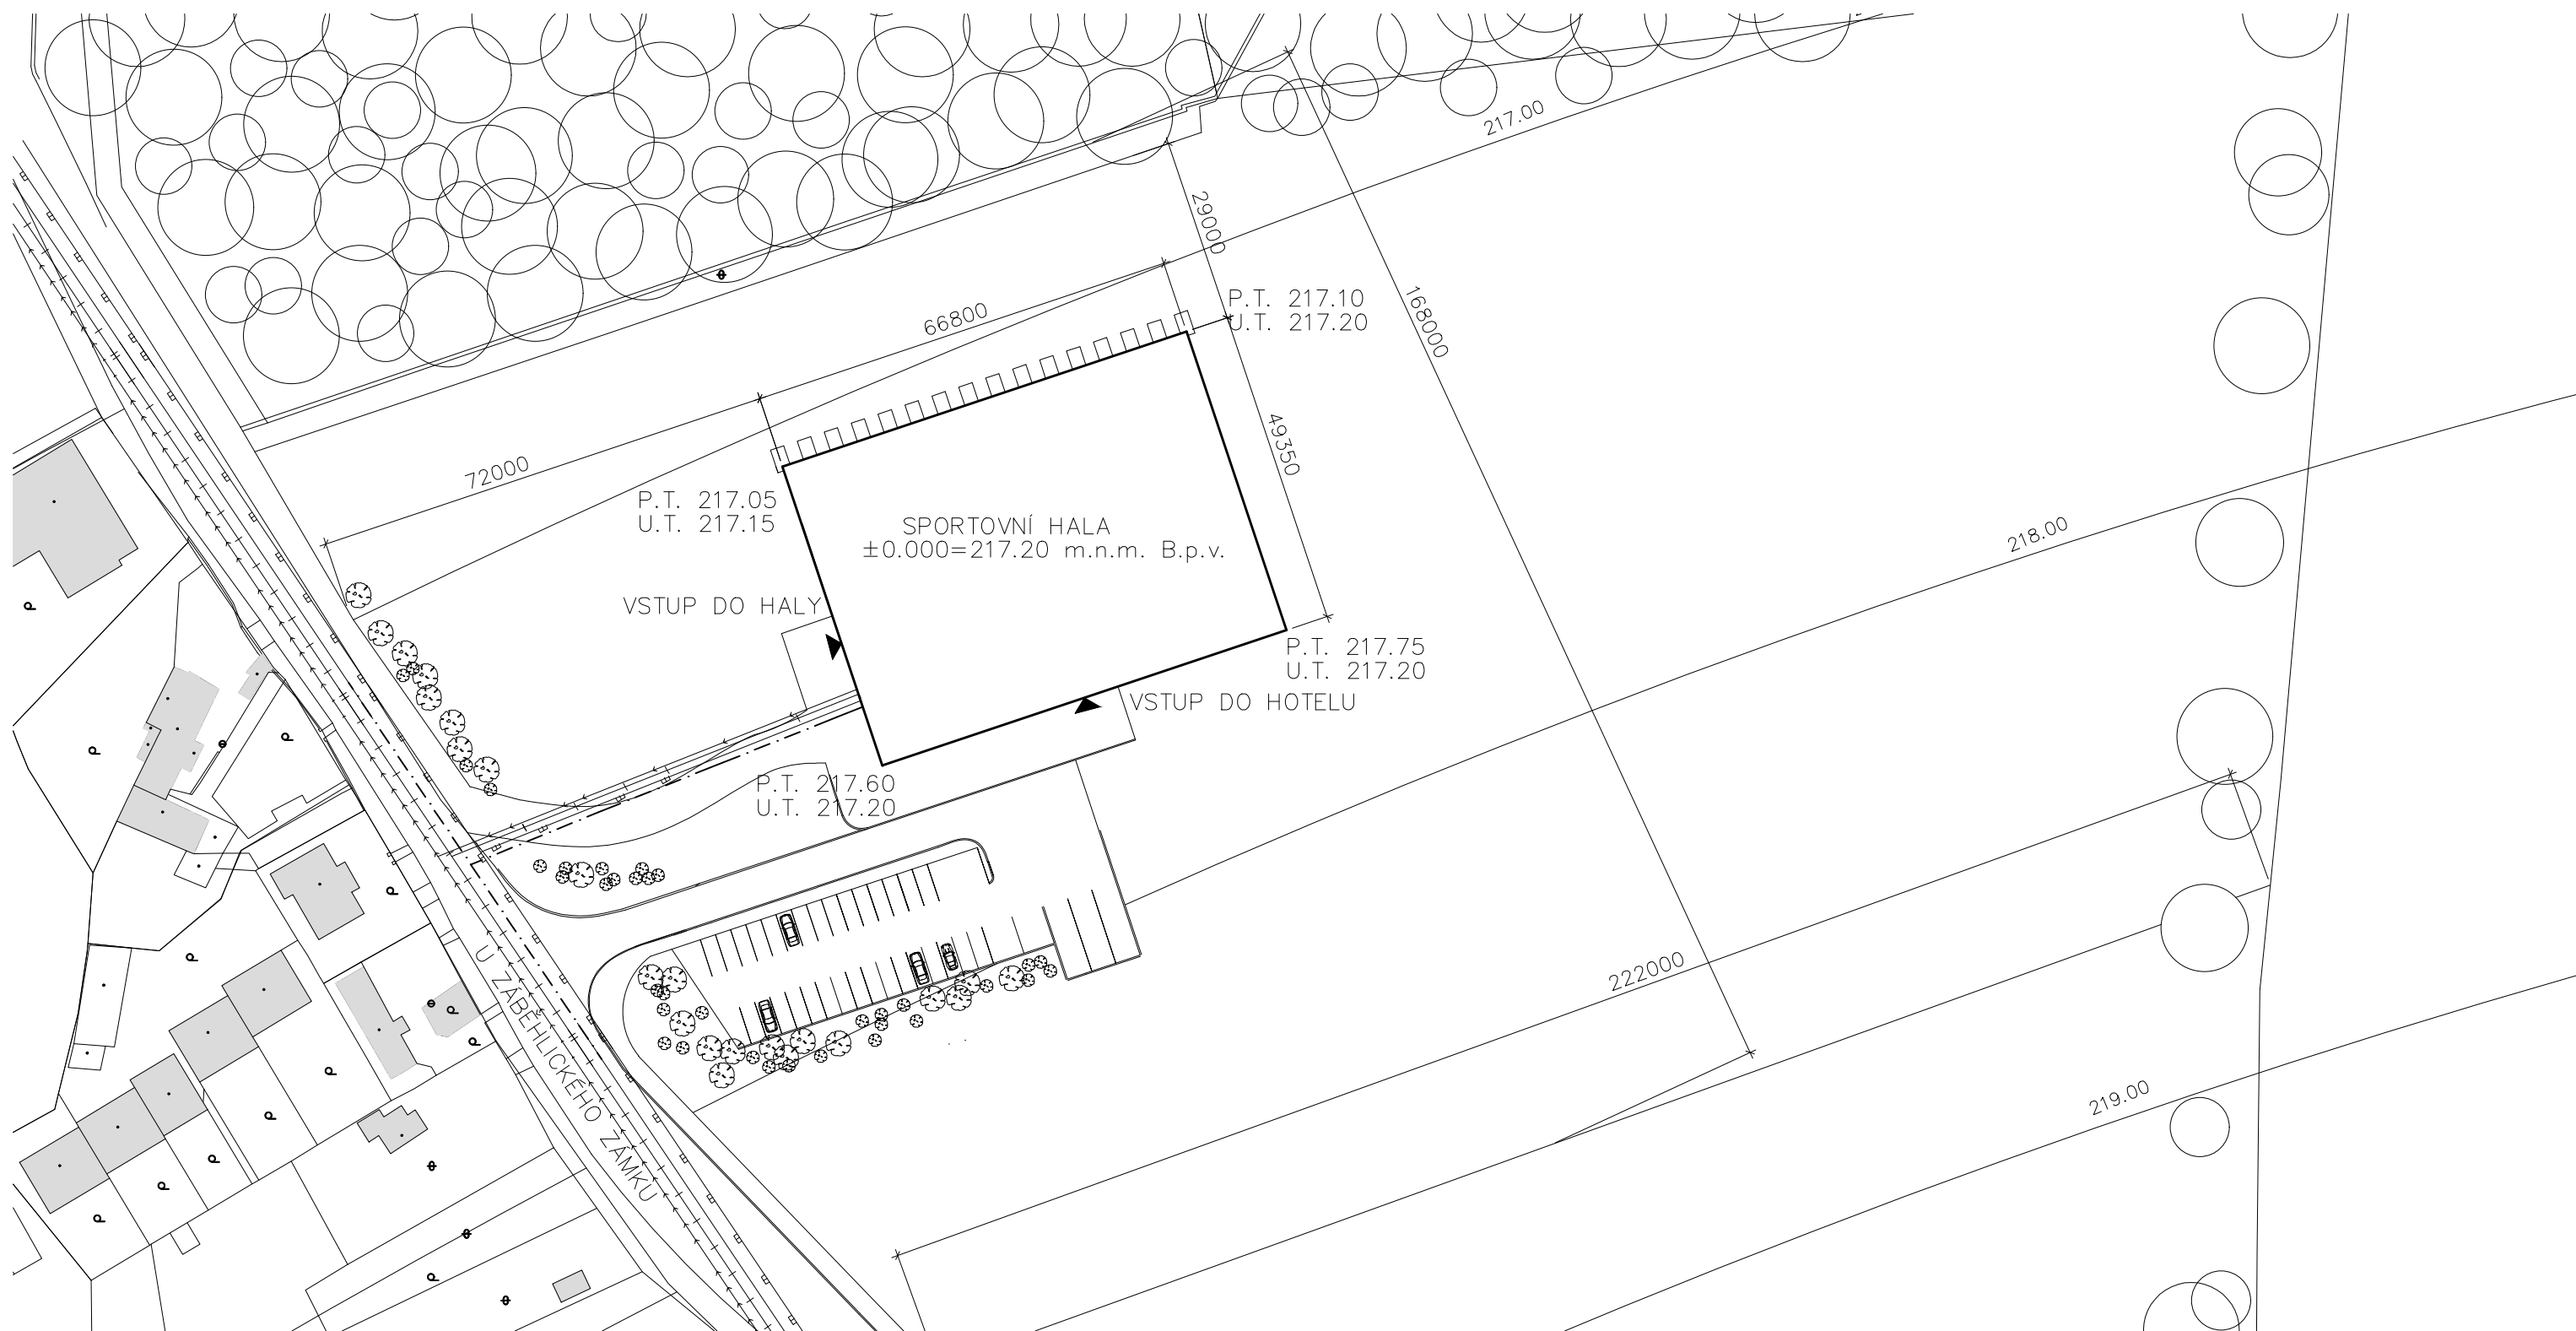 217.00
29000
P.T. 217.10
U.T. 217.20
66800
168000
72000
49350
P.T. 217.05
U.T. 217.15
SPORTOVNÍ HALA
±0.000=217.20 m.n.m. B.p.v.
218.00
VSTUP DO HALY
P.T. 217.75
U.T. 217.20
VSTUP DO HOTELU
P.T. 217.60
U.T. 217.20
222000
U ZÁBĚHLICKÉHO ZÁMKU
219.00